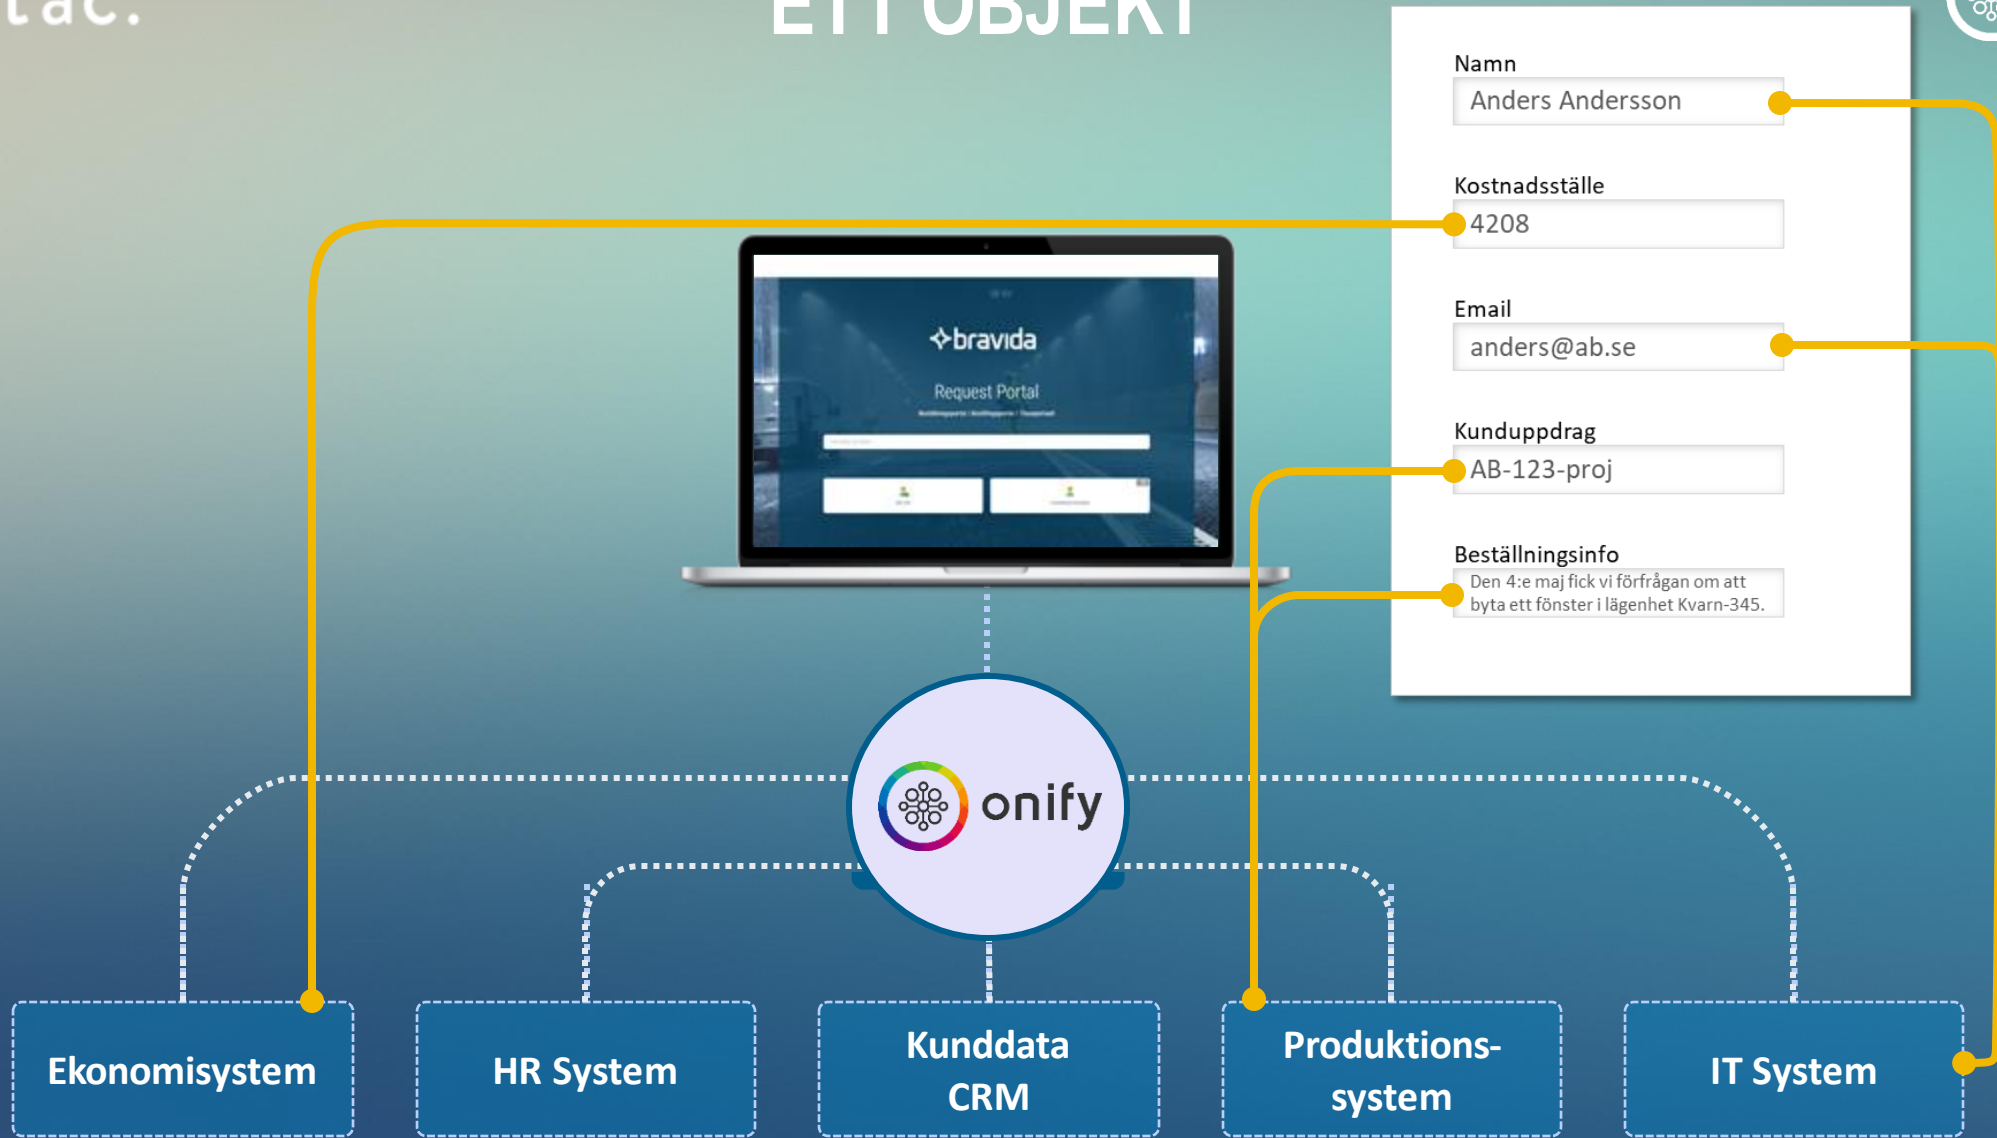 tac.
ETT OBJEKT
Namn
Anders Andersson
Kostnadsställe
4208
Email
anders@ab.se
Kunduppdrag
AB-123-proj
Beställningsinfo
Den 4:e maj fick vi förfrågan om att
byta ett fönster i lägenhet Kvarn-345.
bravida
Request Portal
onify
Ekonomisystem
HR System
Kunddata
CRM
Produktions-
system
IT System